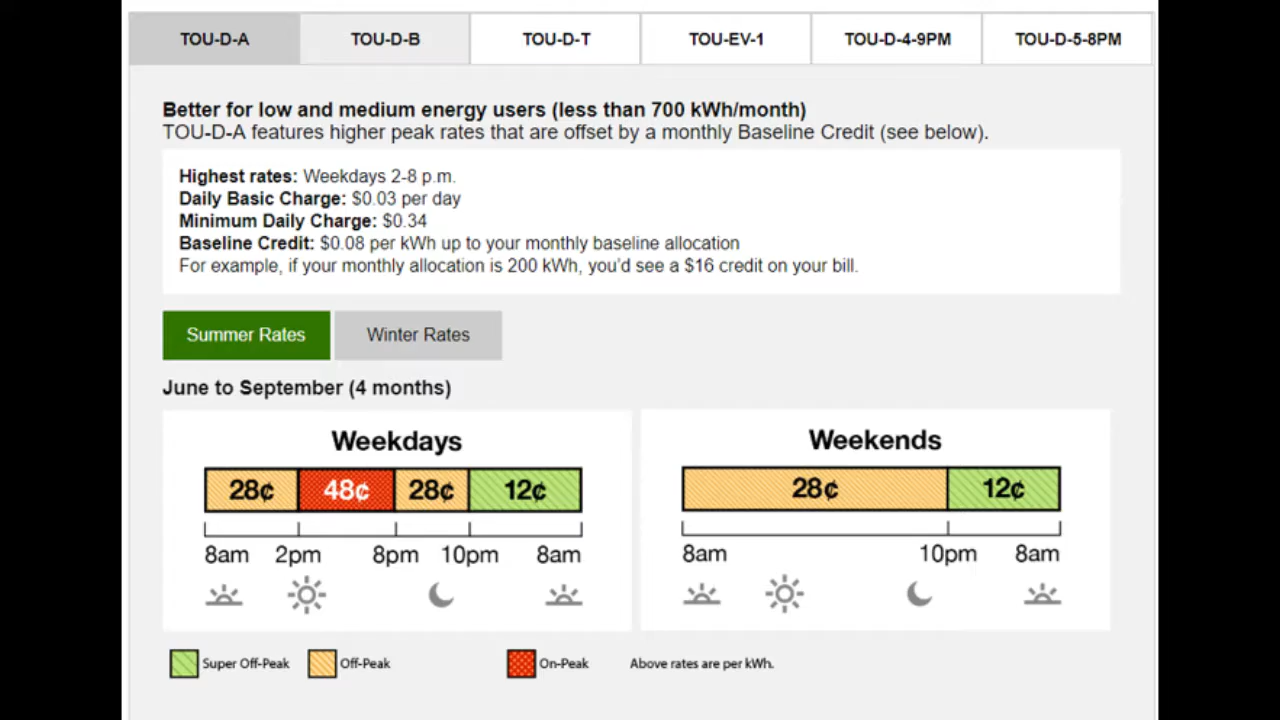 TOU-D-A TOU-D-B TOU-D-T TOU-EV-1 TOU-D-4-9PM TOU-D-5-8PM
Better for low and medium energy users (less than 700 kWh/month)
TOU-D-A features higher peak rates that are offset by a monthly Baseline Credit (see below).
Highest rates: Weekdays 2-8 p.m.
Daily Basic Charge: $0.03 per day
Minimum Daily Charge: $0.34
Baseline Credit: $0.08 per kWh up to your monthly baseline allocation
For example, if your monthly allocation is 200 kWh, you'd see a $16 credit on your bill.
Summer Rates Winter Rates
June to September (4 months)
Weekdays
28¢ 48¢ 28¢ 12¢
8am 2pm 8pm 10pm 8am
Weekends
28¢ 12¢
8am 10pm 8am
Super Off-Peak Off-Peak On-Peak Above rates are per kWh.